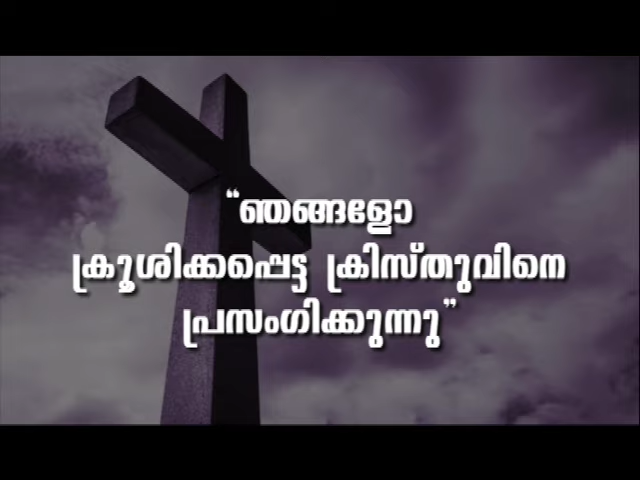 “ഞങ്ങളോ
ക്രൂശിക്കപ്പെട്ട ക്രിസ്തുവിനെ
പ്രസംഗിക്കുന്നു”